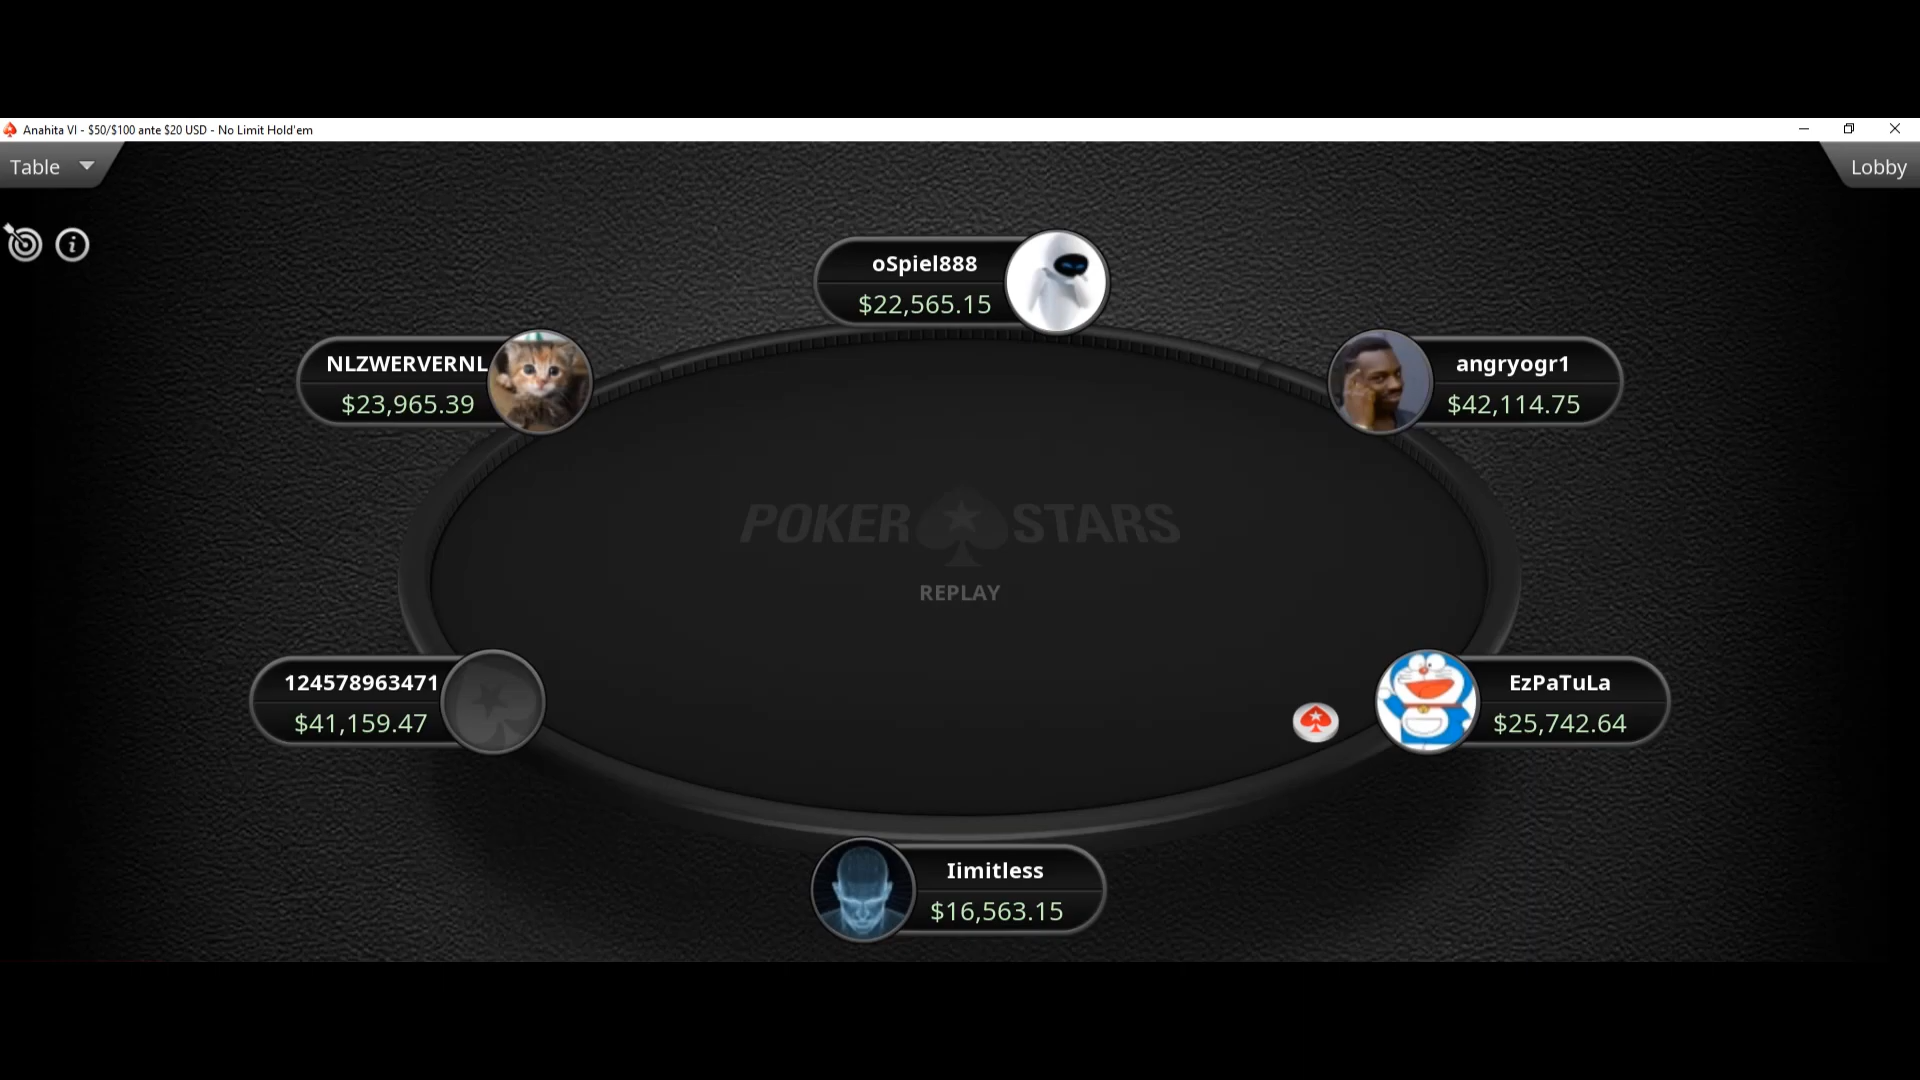 Anahita VI - $50/$100 ante $20 USD - No Limit Hold'em
Table
Lobby
oSpiel888
$22,565.15
NLZWERVERNL
$23,965.39
angryogr1
$42,114.75
POKER STARS
REPLAY
124578963471
$41,159.47
EzPaTuLa
$25,742.64
Iimitless
$16,563.15